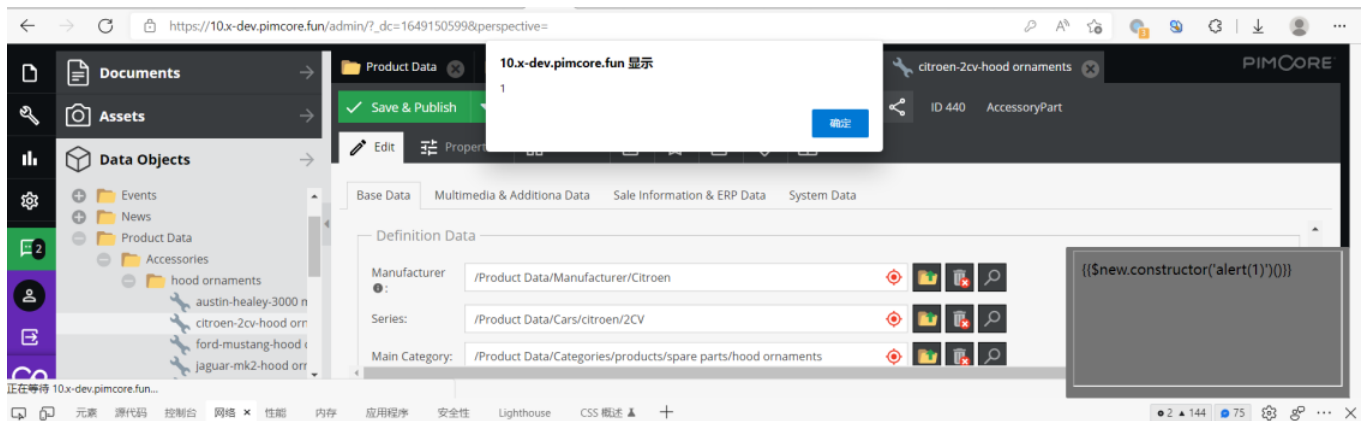 https://10.x-dev.pimcore.fun/admin/?_dc=1649150599&perspective=
10.x-dev.pimcore.fun 显示
1
确定
Documents
Assets
Data Objects
Events
News
Product Data
Accessories
hood ornaments
austin-healey-3000 m
citroen-2cv-hood orn
ford-mustang-hood
jaguar-mk2-hood orr
2
Product Data
citroen-2cv-hood ornaments
PIMCORE
Save & Publish
ID 440
AccessoryPart
Edit
Propert
Base Data
Multimedia & Additiona Data
Sale Information & ERP Data
System Data
Definition Data
Manufacturer
:
/Product Data/Manufacturer/Citroen
Series:
/Product Data/Cars/citroen/2CV
Main Category:
/Product Data/Categories/products/spare parts/hood ornaments
{{$new.constructor('alert(1)')()}}
正在等待 10.x-dev.pimcore.fun...
元素 源代码 控制台 网络 × 性能 内存 应用程序 安全性 Lighthouse CSS 概述
2 144 75